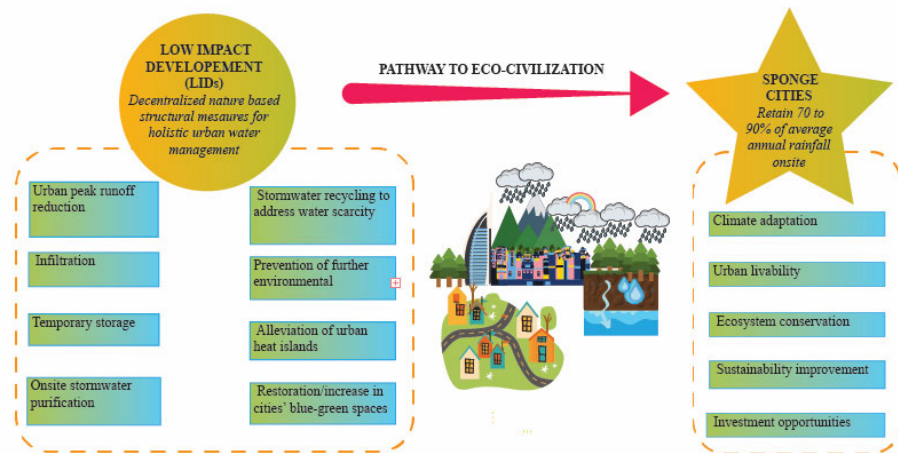 LOW IMPACT
DEVELOPEMENT
(LIDs)
Decentralized nature based
structural mesaures for
holistic urban water
management
PATHWAY TO ECO-CIVILIZATION
SPONGE
CITIES
Retain 70 to
90% of average
annual rainfall
onsite
Urban peak runoff
reduction
Infiltration
Temporary storage
Onsite stormwater
purification
Stormwater recycling to
address water scarcity
Prevention of further
environmental
Alleviation of urban
heat islands
Restoration/increase in
cities' blue-green spaces
Climate adaptation
Urban livability
Ecosystem conservation
Sustainability improvement
Investment opportunities